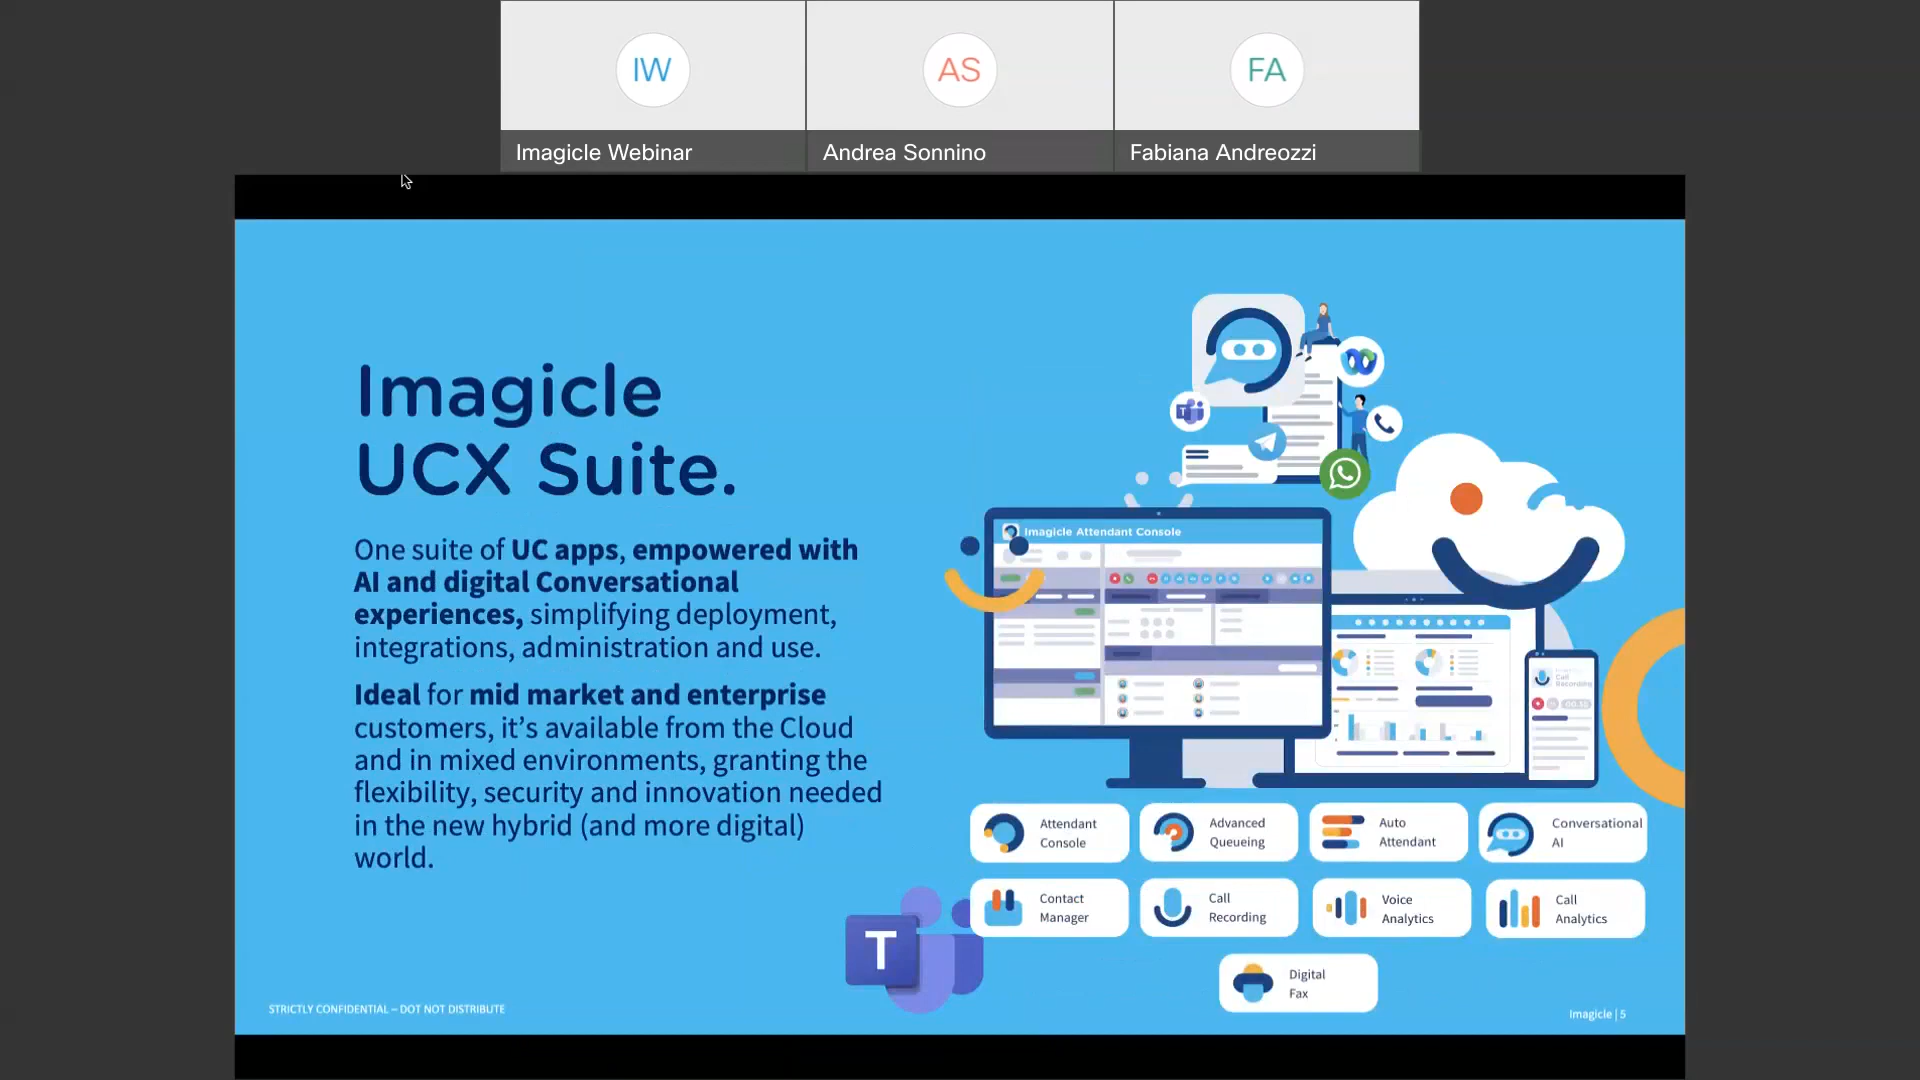 IW
AS
FA
Imagicle Webinar
Andrea Sonnino
Fabiana Andreozzi
Imagicle
UCX Suite.
One suite of UC apps, empowered with
AI and digital Conversational
experiences, simplifying deployment,
integrations, administration and use.
Ideal for mid market and enterprise
customers, it’s available from the Cloud
and in mixed environments, granting the
flexibility, security and innovation needed
in the new hybrid (and more digital)
world.
Imagicle Attendant Console
Call
Recording
Attendant
Console
Advanced
Queueing
Auto
Attendant
Conversational
AI
Contact
Manager
Call
Recording
Voice
Analytics
Call
Analytics
Digital
Fax
T
STRICTLY CONFIDENTIAL – DOT NOT DISTRIBUTE
Imagicle | 5